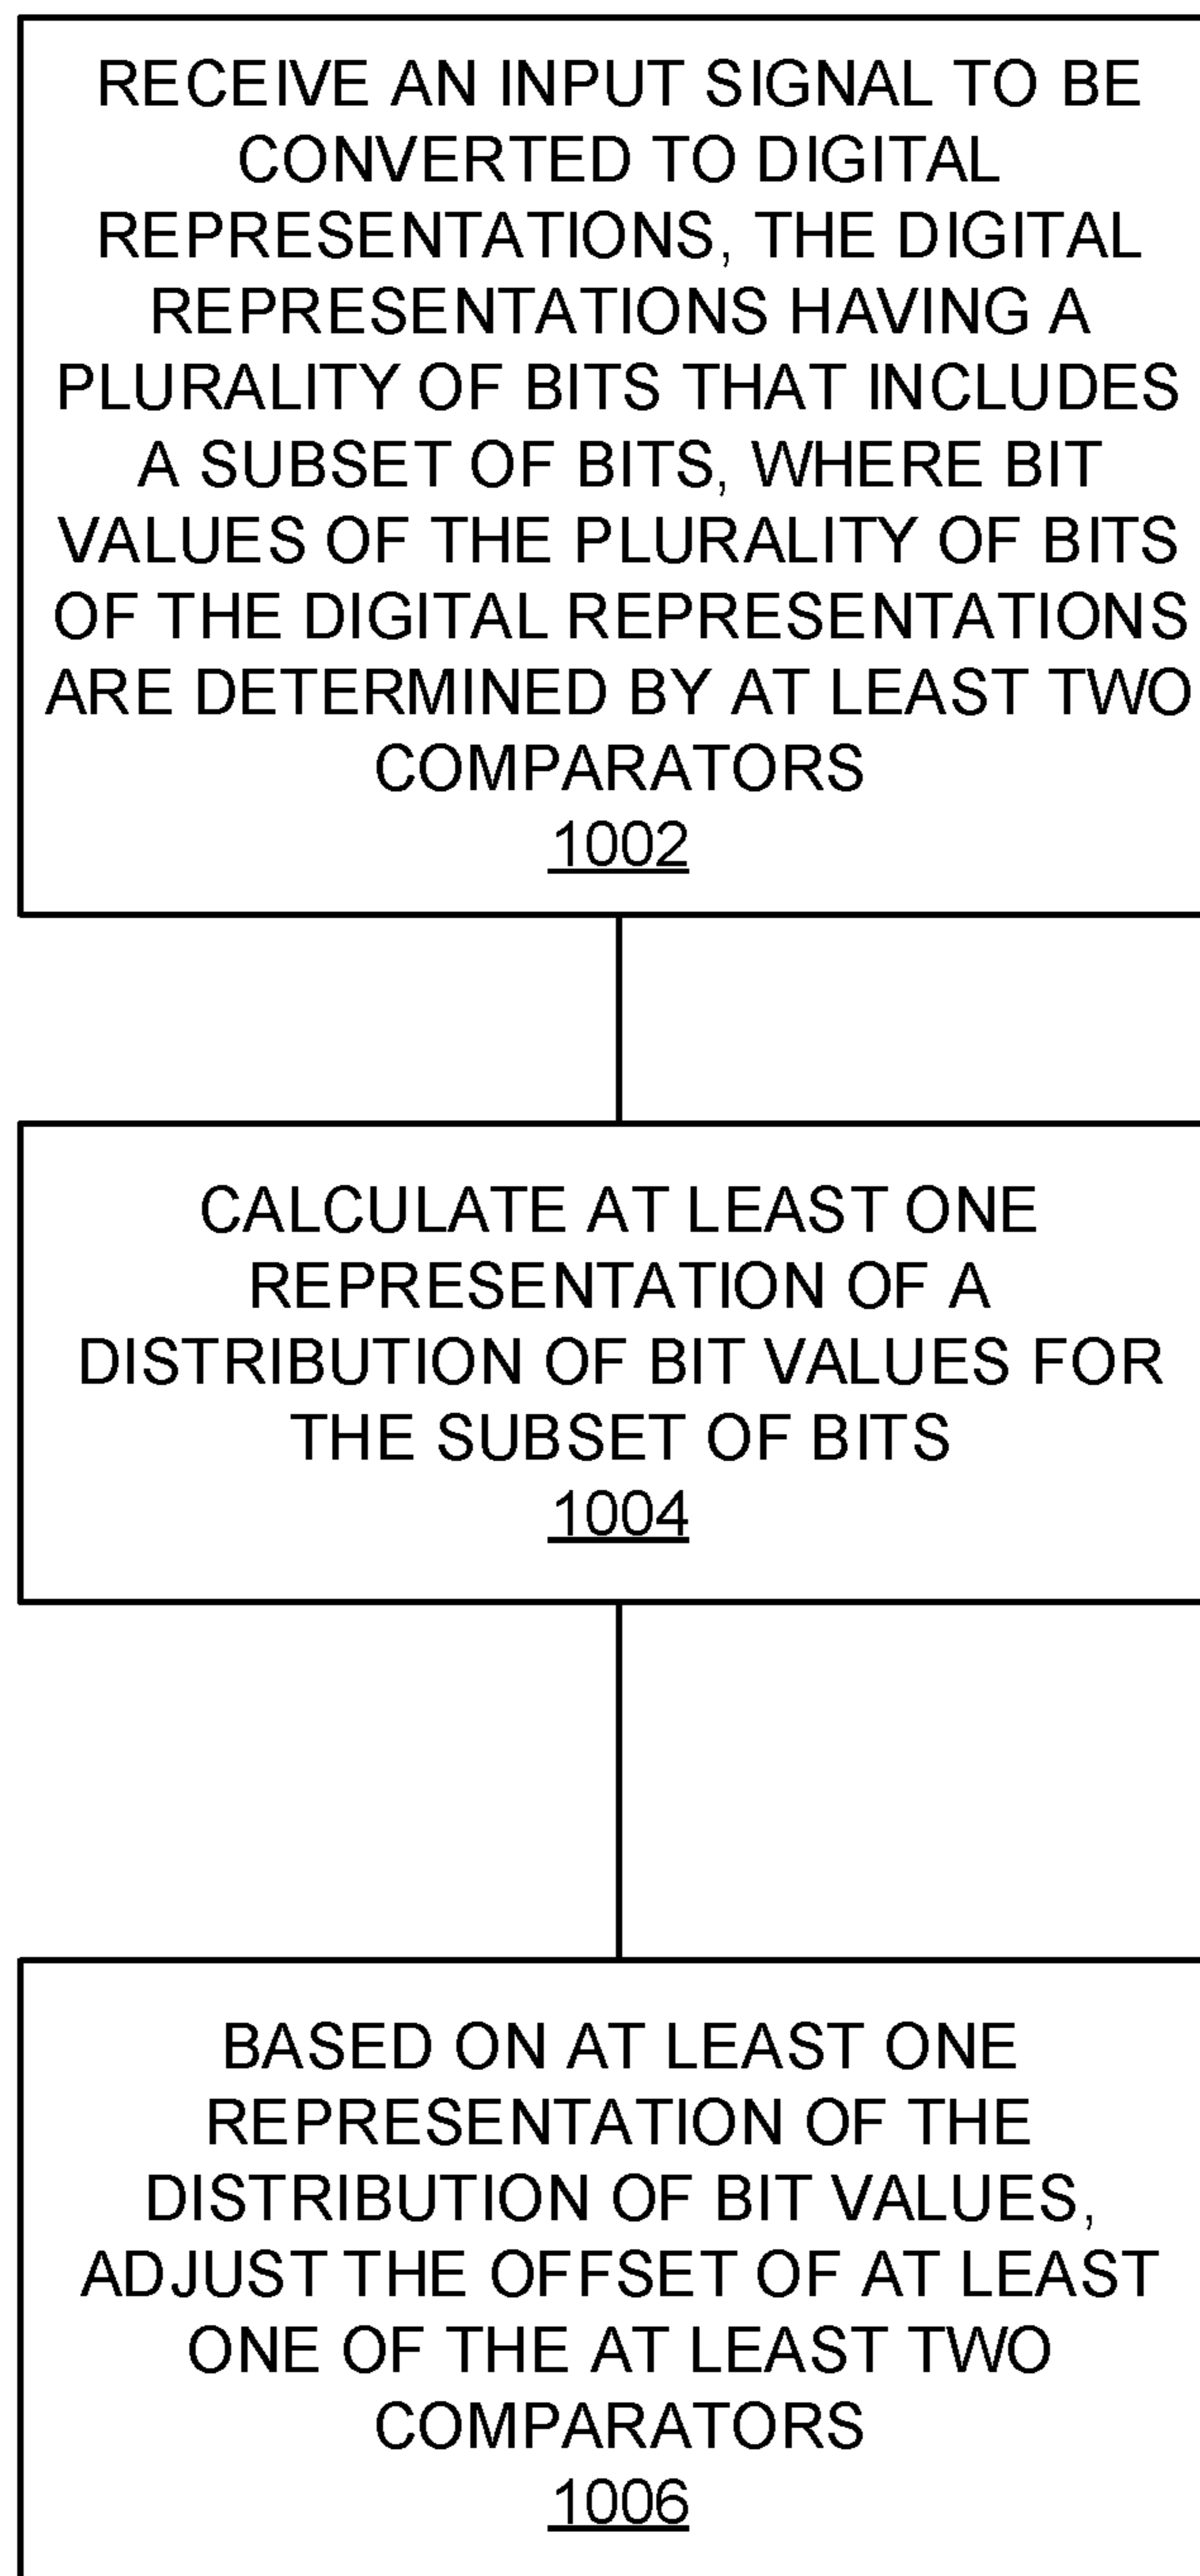 RECEIVE AN INPUT SIGNAL TO BE
CONVERTED TO DIGITAL
REPRESENTATIONS, THE DIGITAL
REPRESENTATIONS HAVING A
PLURALITY OF BITS THAT INCLUDES
A SUBSET OF BITS, WHERE BIT
VALUES OF THE PLURALITY OF BITS
OF THE DIGITAL REPRESENTATIONS
ARE DETERMINED BY AT LEAST TWO
COMPARATORS
1002
CALCULATE AT LEAST ONE
REPRESENTATION OF A
DISTRIBUTION OF BIT VALUES FOR
THE SUBSET OF BITS
1004
BASED ON AT LEAST ONE
REPRESENTATION OF THE
DISTRIBUTION OF BIT VALUES,
ADJUST THE OFFSET OF AT LEAST
ONE OF THE AT LEAST TWO
COMPARATORS
1006